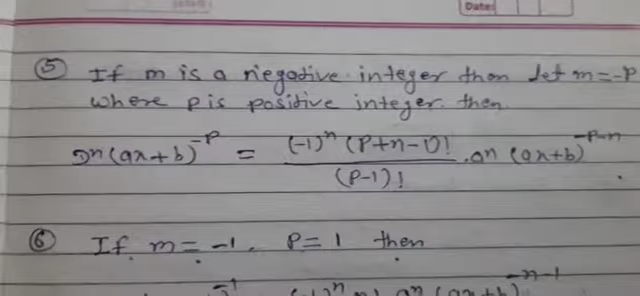 Date:
⑤ If m is a negative integer then let m=-P
where P is positive integer. then
Dn(ax+b)^-P = (-1)^n (P+n-1)! / (P-1)! . an (ax+b)^-P-n
⑥ If m = -1, P = 1 then